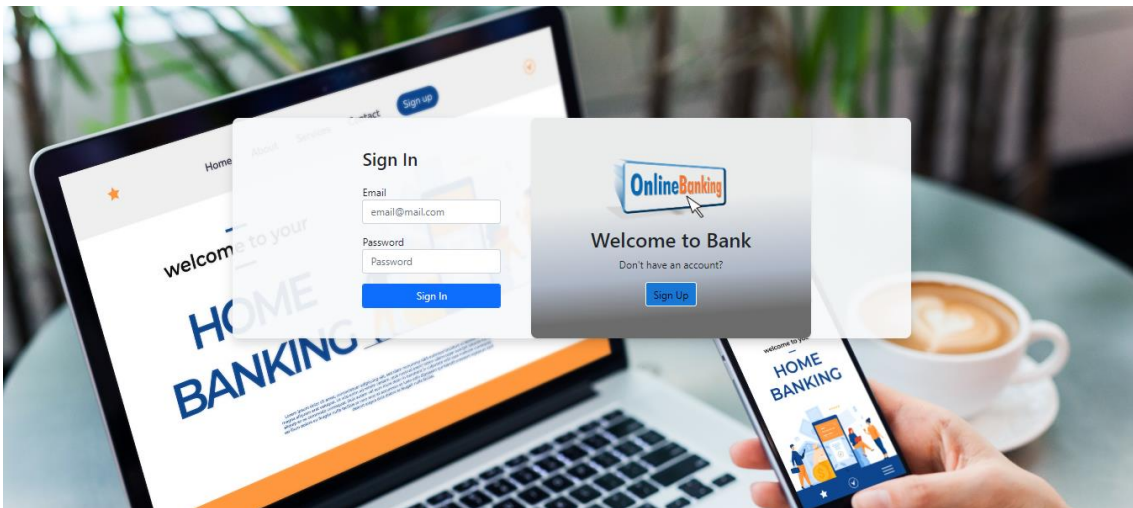 Home
About
Services
Contact
Sign up
welcome to your
HOME
BANKING
Sign In
Email
email@mail.com
Password
Password
Sign In
OnlineBanking
Welcome to Bank
Don't have an account?
Sign Up
welcome to your
HOME
BANKING